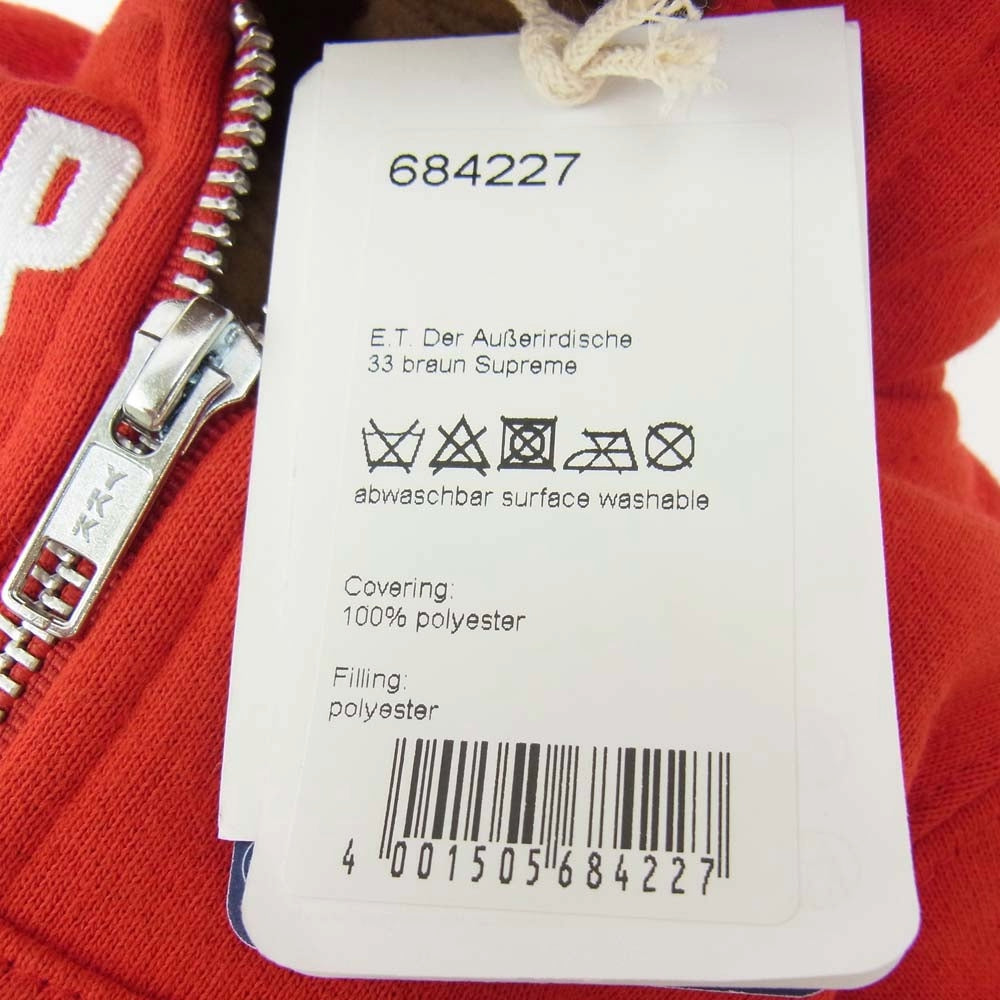 684227
E.T. Der Außerirdische
33 braun Supreme
abwaschbar surface washable
Covering:
100% polyester
Filling:
polyester
4 001505 684227
P
YKK